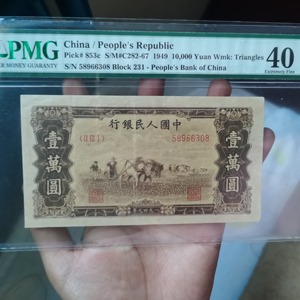 PMG
MONEY GUARANTY
China / People's Republic
Pick# 853c S/M#C282-67 1949 10,000 Yuan Wmk: Triangles
S/N 58966308 Block 231 - People's Bank of China
40
Extremely Fine
行銀民人國中
58966308
壹萬圓
壹萬圓